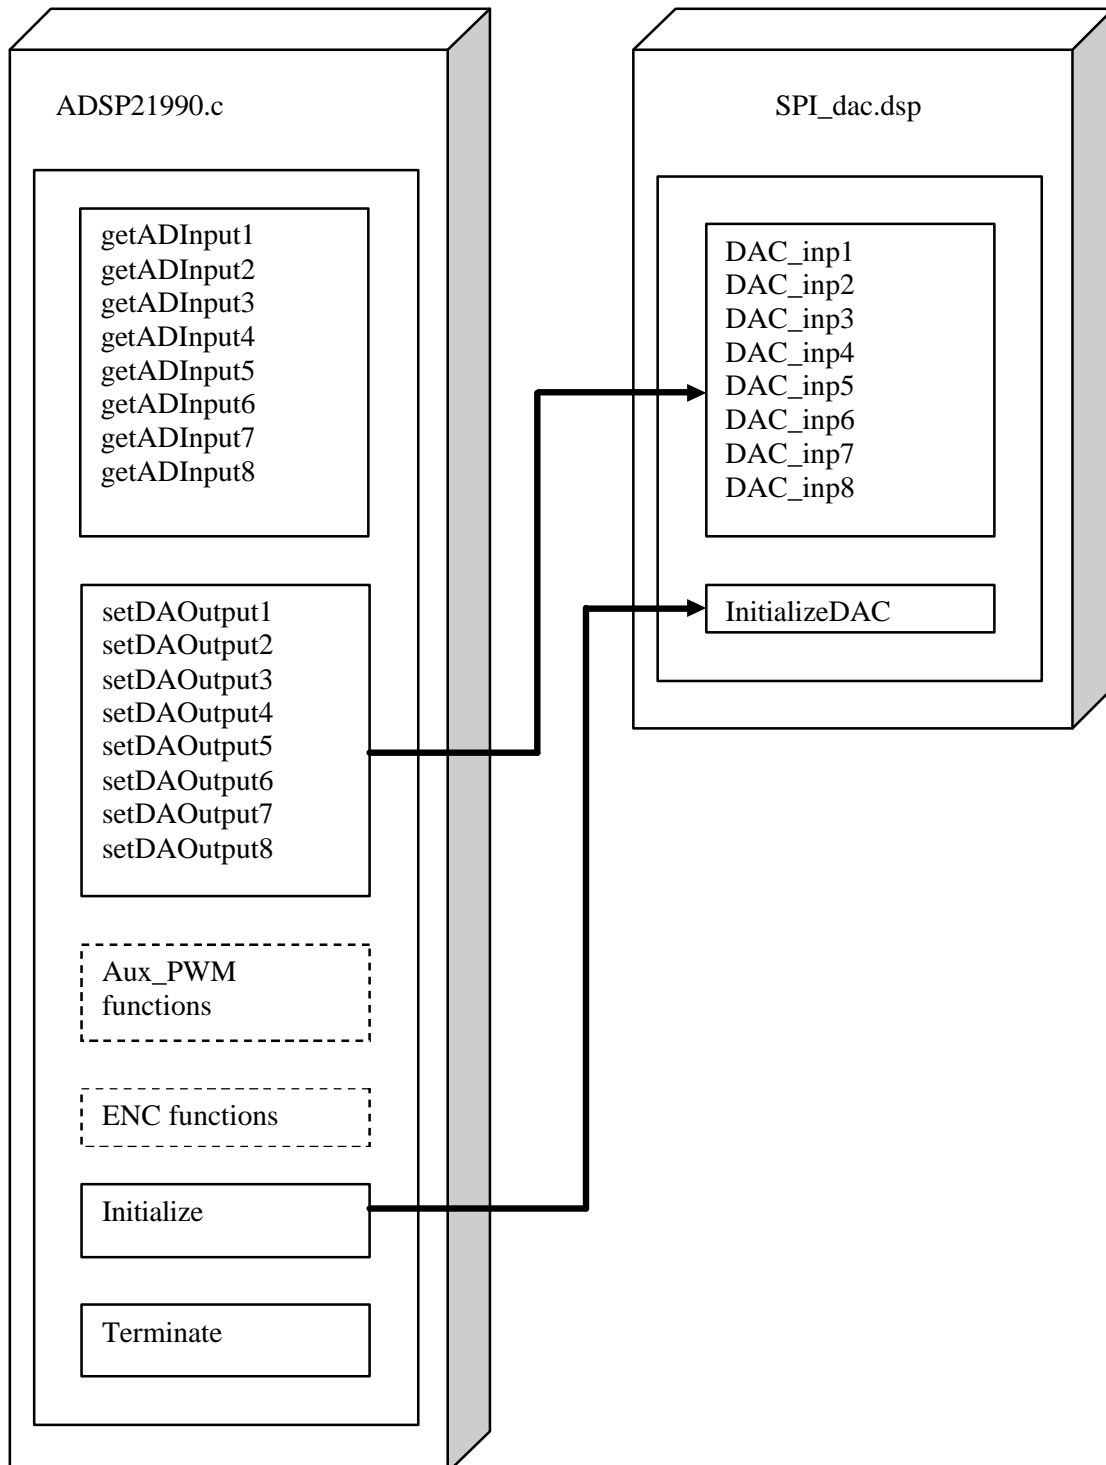 ADSP21990.c
getADInput1
getADInput2
getADInput3
getADInput4
getADInput5
getADInput6
getADInput7
getADInput8
setDAOutput1
setDAOutput2
setDAOutput3
setDAOutput4
setDAOutput5
setDAOutput6
setDAOutput7
setDAOutput8
Aux_PWM
functions
ENC functions
Initialize
Terminate
SPI_dac.dsp
DAC_inp1
DAC_inp2
DAC_inp3
DAC_inp4
DAC_inp5
DAC_inp6
DAC_inp7
DAC_inp8
InitializeDAC